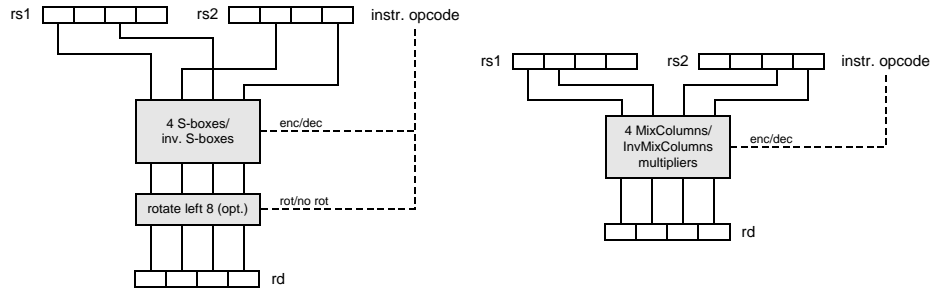 rs1
rs2
instr. opcode
4 S-boxes/
inv. S-boxes
enc/dec
rotate left 8 (opt.)
rot/no rot
rd
rs1
rs2
instr. opcode
4 MixColumns/
InvMixColumns
multipliers
enc/dec
rd